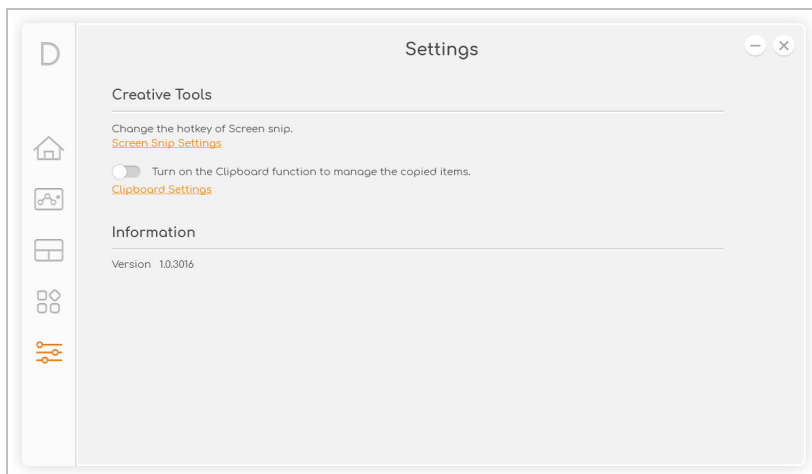 D
Settings
Creative Tools
Change the hotkey of Screen snip.
Screen Snip Settings
Turn on the Clipboard function to manage the copied items.
Clipboard Settings
Information
Version 1.0.3016